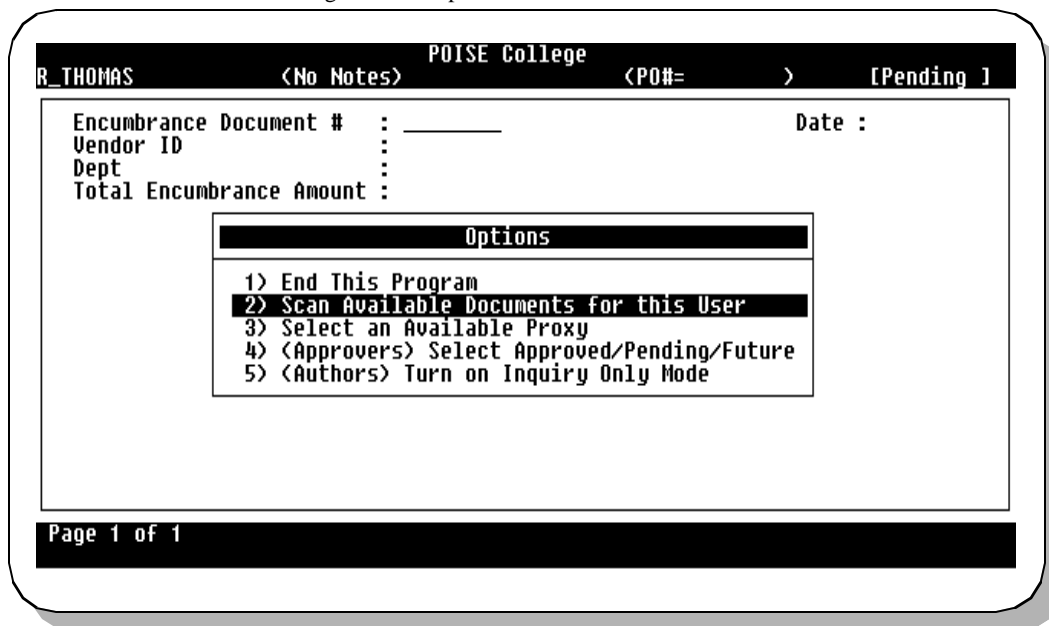 POISE College
R_THOMAS (No Notes) (PO#= ) [Pending ]
Encumbrance Document # : _________ Date :
Vendor ID :
Dept :
Total Encumbrance Amount :
Options
1) End This Program
2) Scan Available Documents for this User
3) Select an Available Proxy
4) (Approvers) Select Approved/Pending/Future
5) (Authors) Turn on Inquiry Only Mode
Page 1 of 1